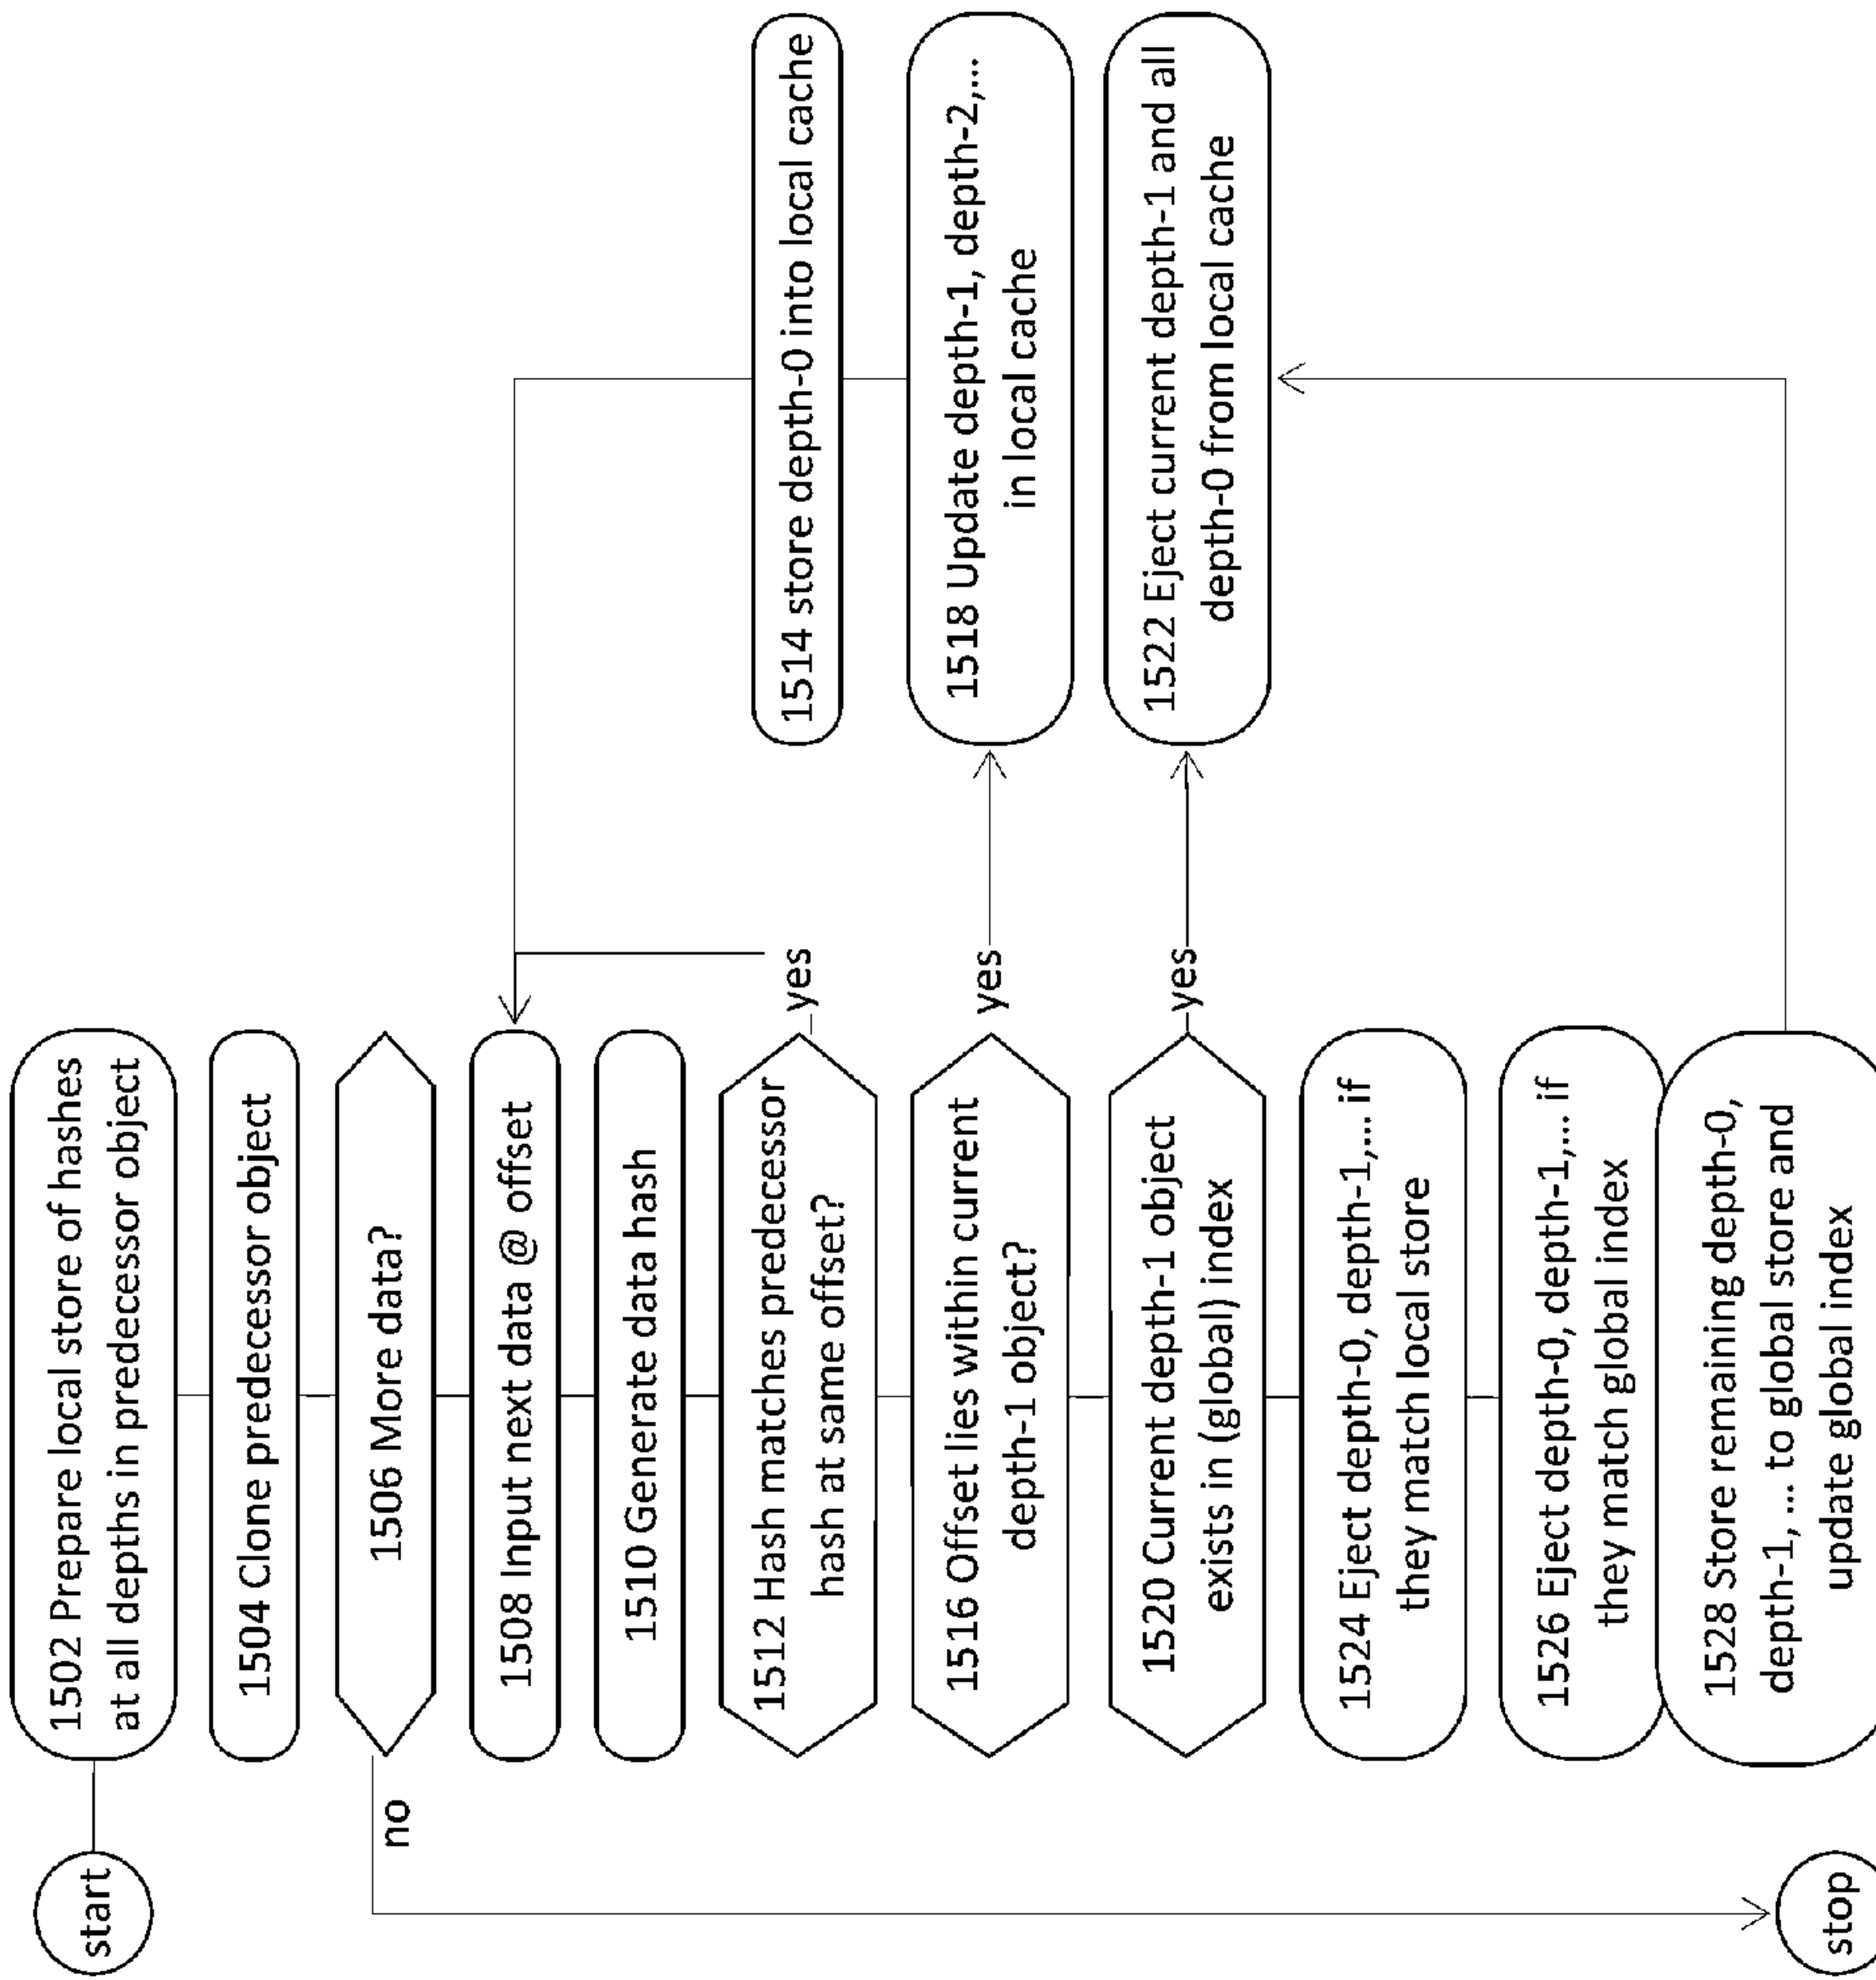 start
1502 Prepare local store of hashes
at all depths in predecessor object
1504 Clone predecessor object
1506 More data?
no
1508 Input next data @ offset
1510 Generate data hash
1512 Hash matches predecessor
hash at same offset?
yes
1514 store depth-0 into local cache
1516 Offset lies within current
depth-1 object?
yes
1518 Update depth-1, depth-2,...
in local cache
1520 Current depth-1 object
exists in (global) index
yes
1522 Eject current depth-1 and all
depth-0 from local cache
1524 Eject depth-0, depth-1,... if
they match local store
1526 Eject depth-0, depth-1,... if
they match global index
1528 Store remaining depth-0,
depth-1, ... to global store and
update global index
stop